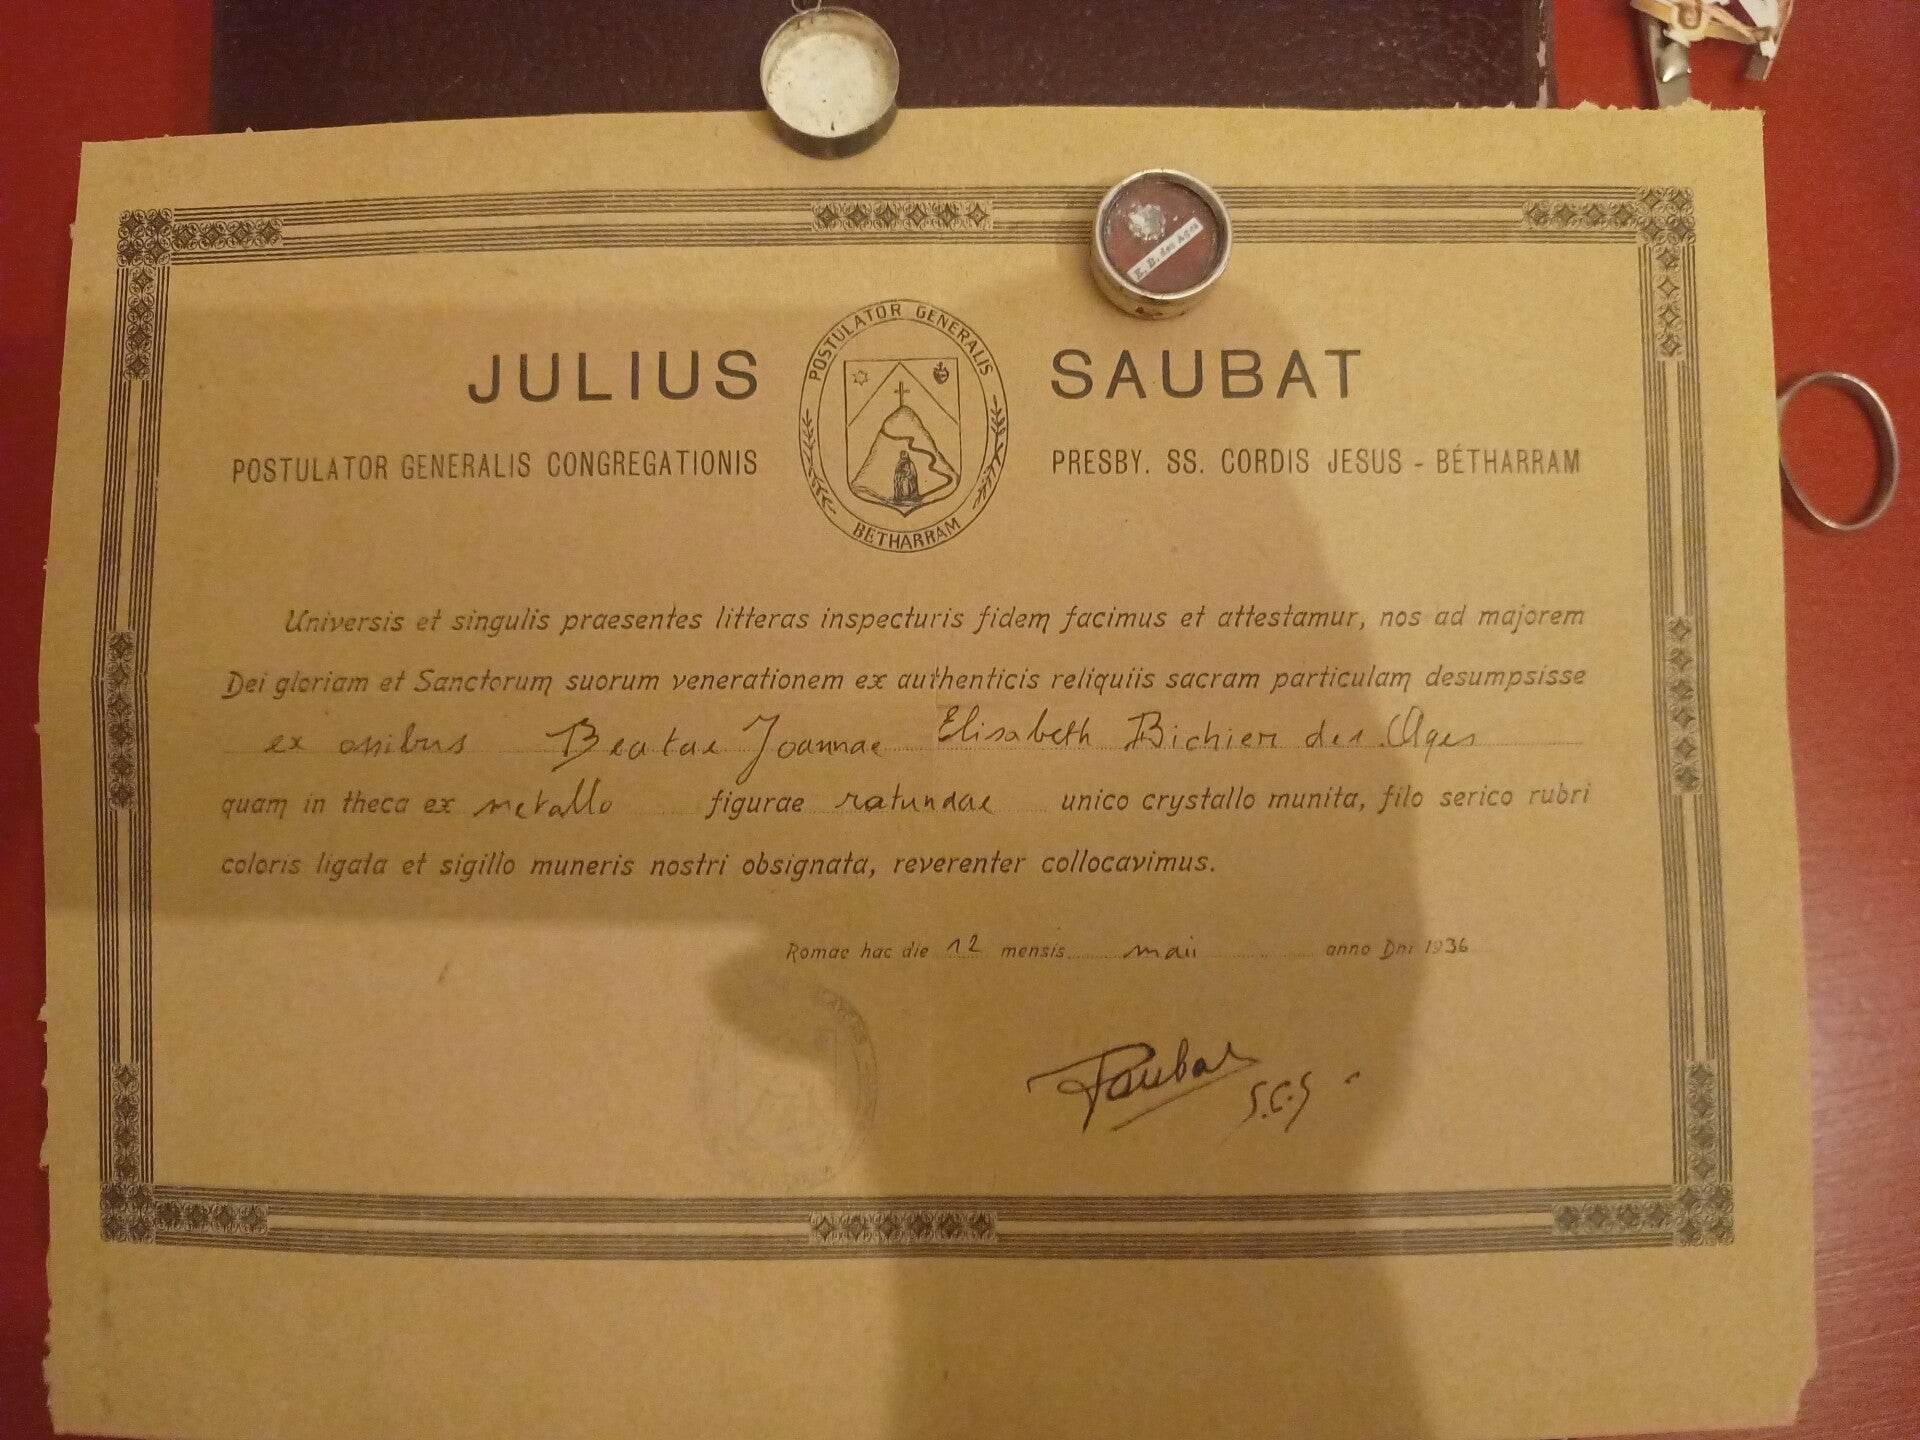 E. B. des Ages
POSTULATOR GENERALIS
BÉTHARRAM
JULIUS SAUBAT
POSTULATOR GENERALIS CONGREGATIONIS PRESBY. SS. CORDIS JESUS - BÉTHARRAM
Universis et singulis praesentes litteras inspecturis fidem facimus et attestamur, nos ad majorem
Dei gloriam et Sanctorum suorum venerationem ex authenticis reliquiis sacram particulam desumpsisse
ex ossibus Beatae Joannae Elisabeth Bichier des Ages
quam in theca ex metallo figurae rotundae unico crystallo munita, filo serico rubri
coloris ligata et sigillo muneris nostri obsignata, reverenter collocavimus.
Romae hac die 12 mensis maii anno Dni 1936
Saubat
S.C.J